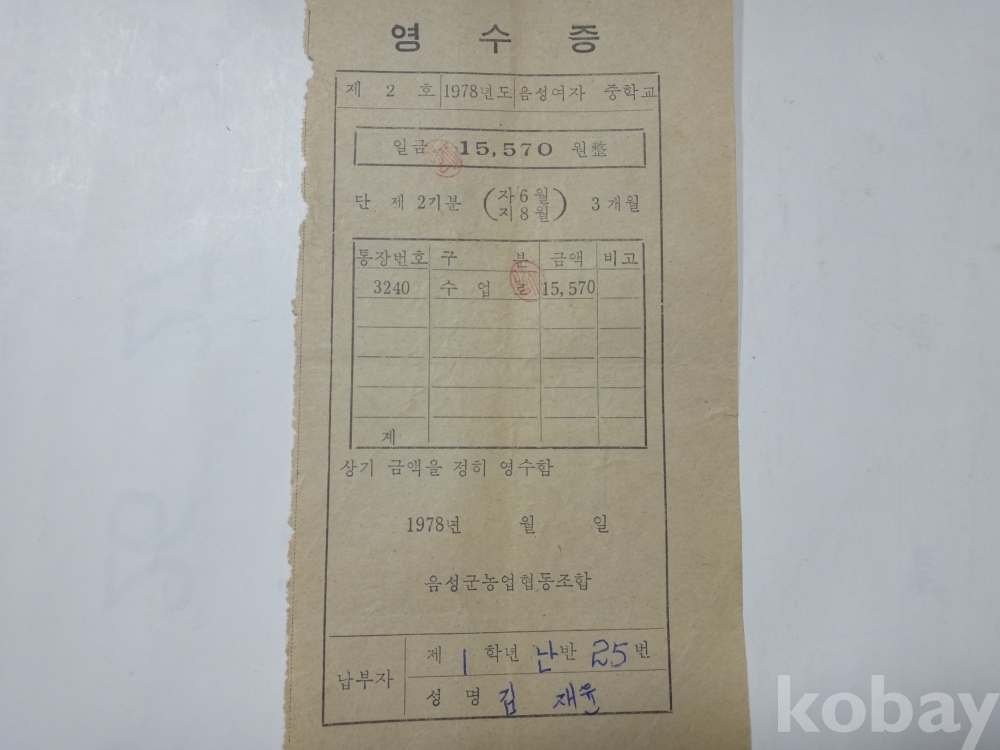 영 수 증
제 2 호 1978년도 음성여자 중학교
일금 15,570 원整
단 제 2기분 (자6월 지8월) 3개월
통장번호 구 분 금액 비고
3240 수 업 료 15,570
계
상기 금액을 정히 영수함
1978년 월 일
음성군농업협동조합
납부자 제 1 학년 난반 25번
성 명 김 재윤
kobay